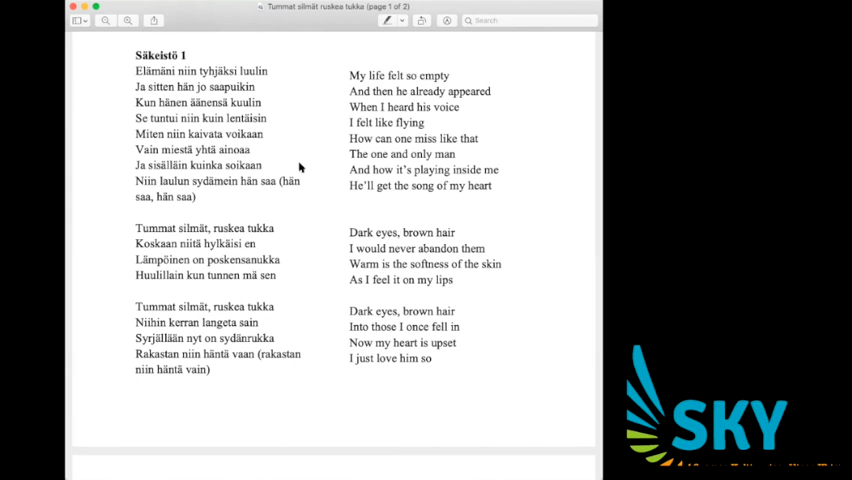 Tummat silmät ruskea tukka (page 1 of 2)
Search
Säkeistö 1
Elämäni niin tyhjäksi luulin
Ja sitten hän jo saapuikin
Kun hänen äänensä kuulin
Se tuntui niin kuin lentäisin
Miten niin kaivata voikaan
Vain miestä yhtä ainoaa
Ja sisälläin kuinka soikaan
Niin laulun sydämein hän saa (hän
saa, hän saa)
Tummat silmät, ruskea tukka
Koskaan niitä hylkäisi en
Lämpöinen on poskensanukka
Huulillain kun tunnen mä sen
Tummat silmät, ruskea tukka
Niihin kerran langeta sain
Syrjällään nyt on sydänrukka
Rakastan niin häntä vaan (rakastan
niin häntä vain)
My life felt so empty
And then he already appeared
When I heard his voice
I felt like flying
How can one miss like that
The one and only man
And how it's playing inside me
He'll get the song of my heart
Dark eyes, brown hair
I would never abandon them
Warm is the softness of the skin
As I feel it on my lips
Dark eyes, brown hair
Into those I once fell in
Now my heart is upset
I just love him so
SKY